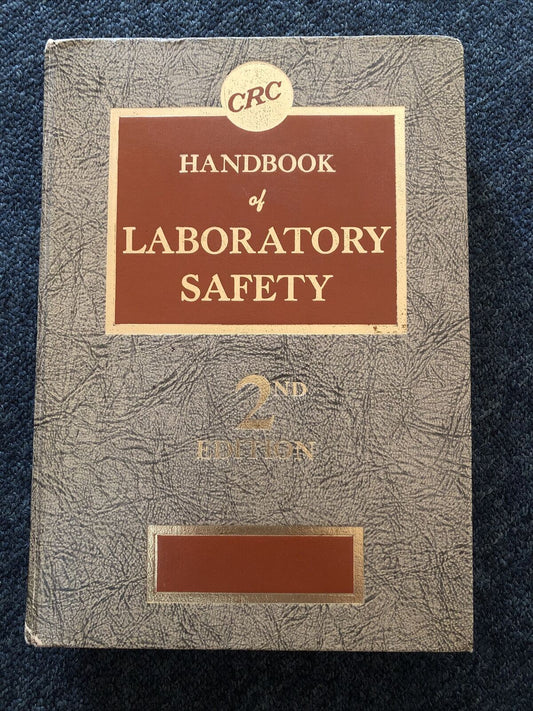 CRC
HANDBOOK
of
LABORATORY
SAFETY
2ND
EDITION